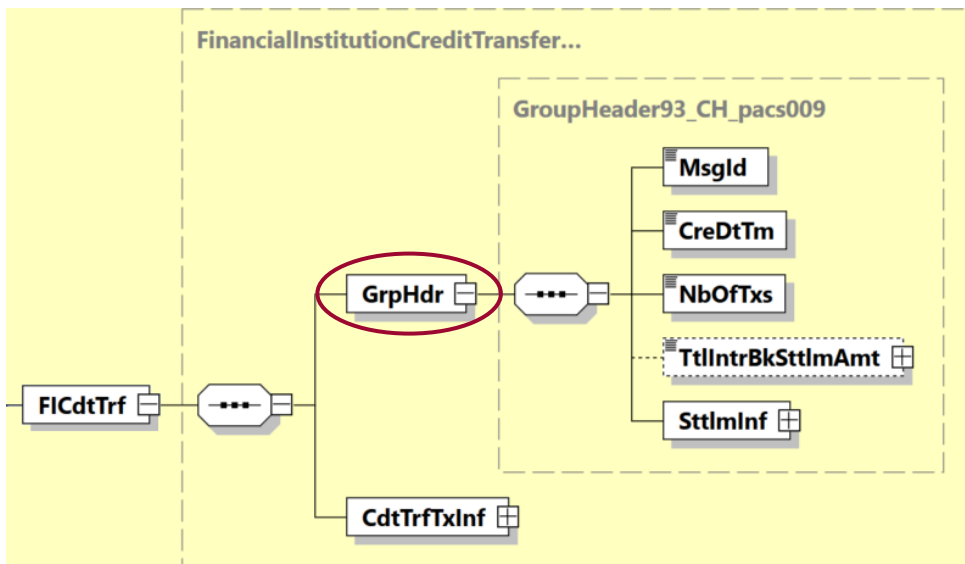 FinancialInstitutionCreditTransfer...
GroupHeader93_CH_pacs009
MsgId
CreDtTm
GrpHdr
NbOfTxs
TtlIntrBkSttlmAmt
FICdtTrf
SttlmInf
CdtTrfTxInf